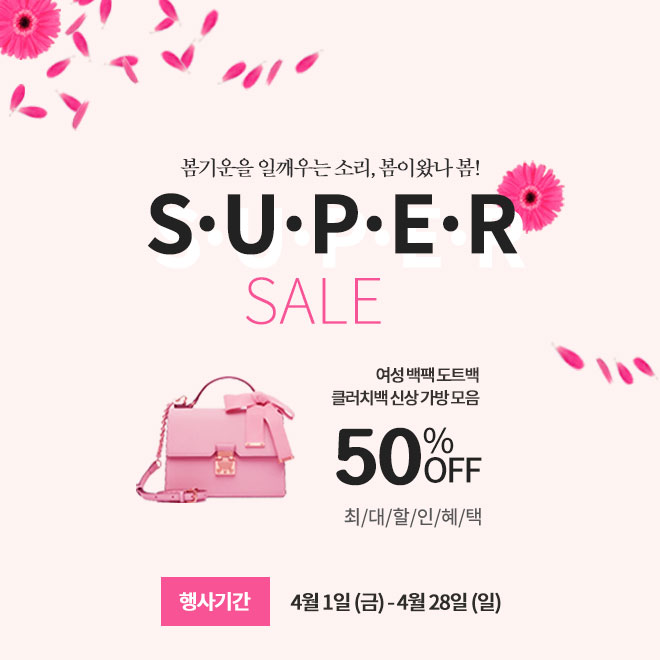 봄기운을 일깨우는 소리, 봄이왔나 봄!
S·U·P·E·R
SALE
여성 백팩 도트백
클러치백 신상 가방 모음
50% OFF
최/대/할/인/혜/택
행사기간 4월 1일 (금) - 4월 28일 (일)